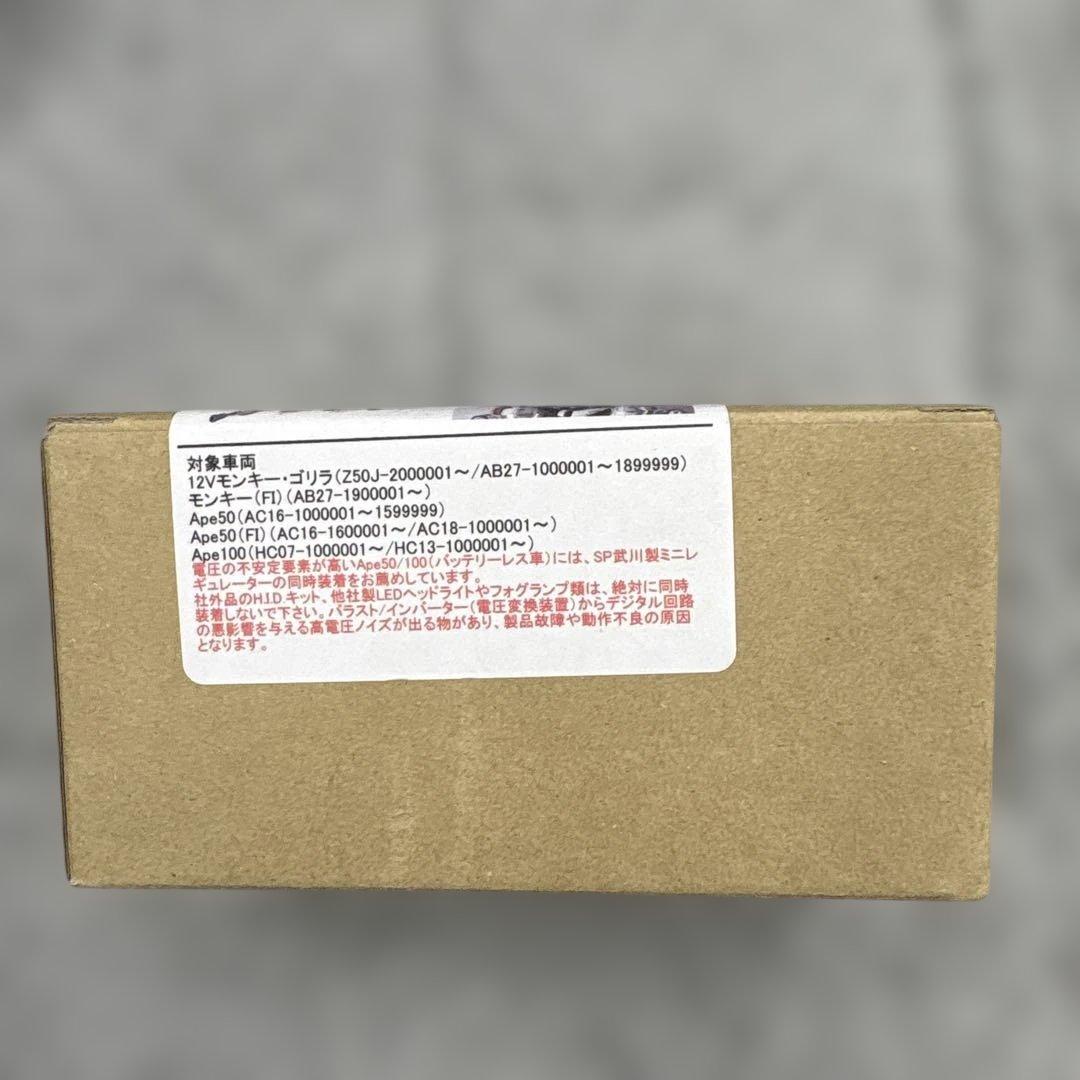 対象車両
12Vモンキー・ゴリラ(Z50J-2000001～/AB27-1000001～1899999)
モンキー(FI)(AB27-1900001～)
Ape50(AC16-1000001～1599999)
Ape50(FI)(AC16-1600001～/AC18-1000001～)
Ape100(HC07-1000001～/HC13-1000001～)
電圧の不安定要素が高いApe50/100(バッテリーレス車)には、SP武川製ミニレ
ギュレーターの同時装着をお薦めしています。
社外品のH.I.D.キット、他社製LEDヘッドライトやフォグランプ類は、絶対に同時
装着しないで下さい。バラスト/インバーター(電圧変換装置)からデジタル回路
の悪影響を与える高電圧ノイズが出る物があり、製品故障や動作不良の原因
となります。